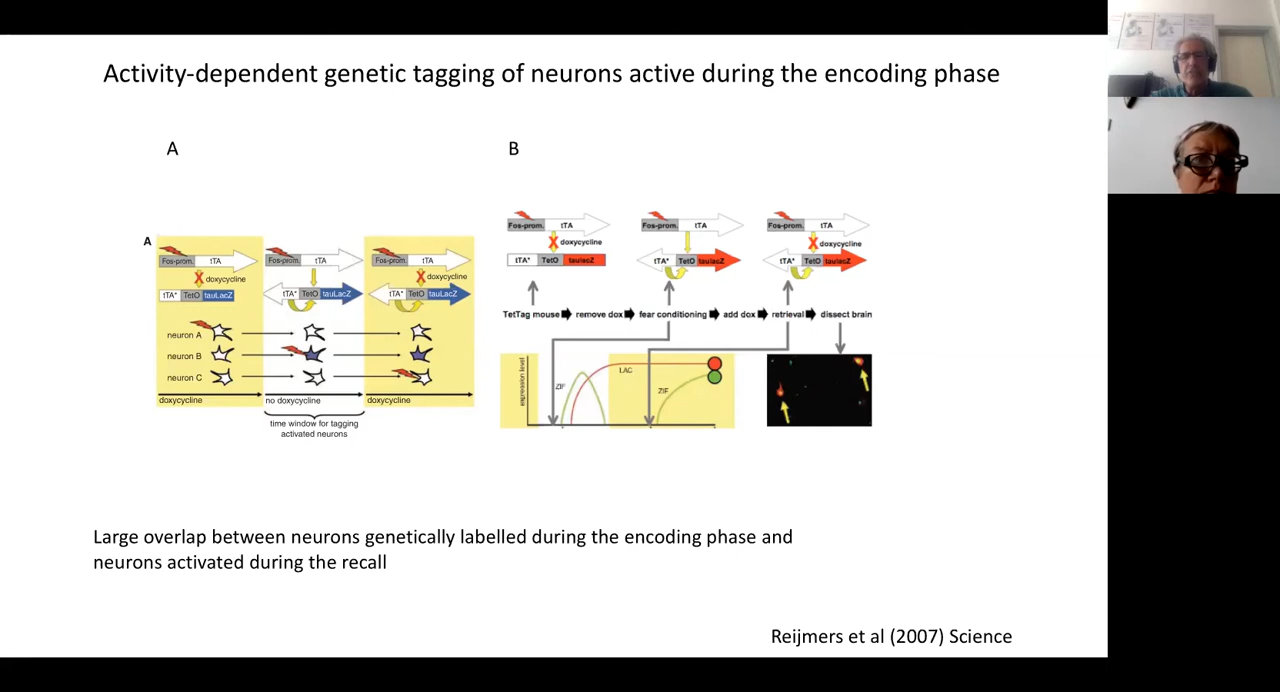 Activity-dependent genetic tagging of neurons active during the encoding phase
A
B
A
Fos-prom. tTA
doxycycline
tTA* TetO tauLacZ
Fos-prom. tTA
tTA* TetO tauLacZ
Fos-prom. tTA
doxycycline
tTA* TetO tauLacZ
neuron A
neuron B
neuron C
doxycycline
no doxycycline
doxycycline
time window for tagging
activated neurons
Fos-prom. tTA
doxycycline
tTA* TetO taulacZ
Fos-prom. tTA
tTA* TetO taulacZ
Fos-prom. tTA
doxycycline
tTA* TetO taulacZ
TetTag mouse remove dox fear conditioning add dox retrieval dissect brain
expression level
ZIF
LAC
ZIF
Large overlap between neurons genetically labelled during the encoding phase and
neurons activated during the recall
Reijmers et al (2007) Science